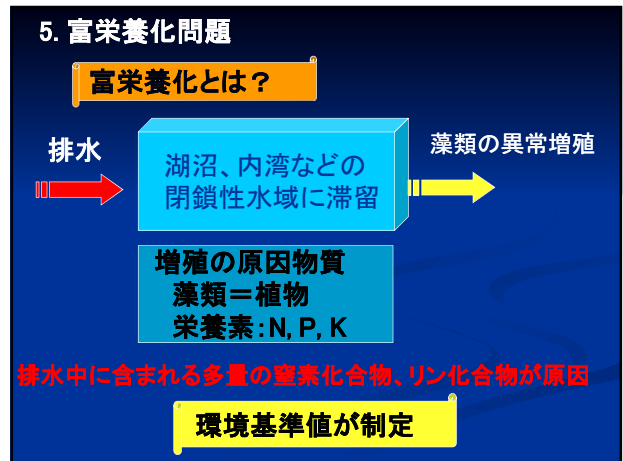 5. 富栄養化問題
富栄養化とは？
排水
湖沼、内湾などの
閉鎖性水域に滞留
藻類の異常増殖
増殖の原因物質
藻類＝植物
栄養素：N, P, K
排水中に含まれる多量の窒素化合物、リン化合物が原因
環境基準値が制定